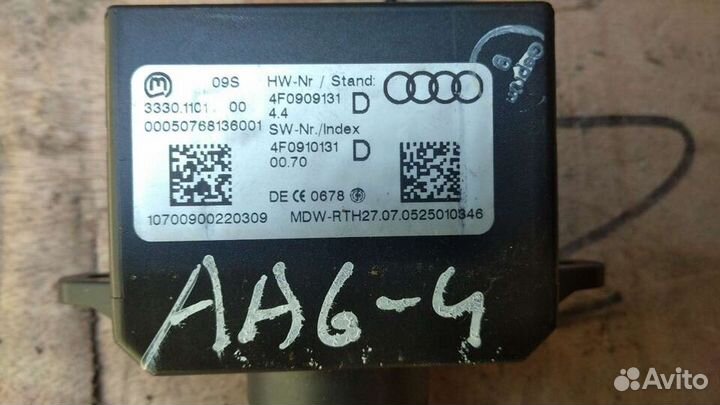 09S
3330.1101 00
00050768136001
HW-Nr / Stand:
4F0909131 D
4.4
SW-Nr./Index
4F0910131 D
00.70
DE CE 0678
10700900220309
MDW-RTH27.07.0525010346
AA6-4
Avito